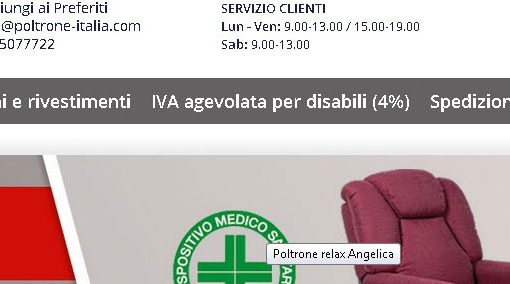 iungi ai Preferiti
@poltrone-italia.com
5077722
SERVIZIO CLIENTI
Lun - Ven: 9.00-13.00 / 15.00-19.00
Sab: 9.00-13.00
i e rivestimenti IVA agevolata per disabili (4%) Spedizion
SPOSITIVO MEDICO SA
Poltrone relax Angelica